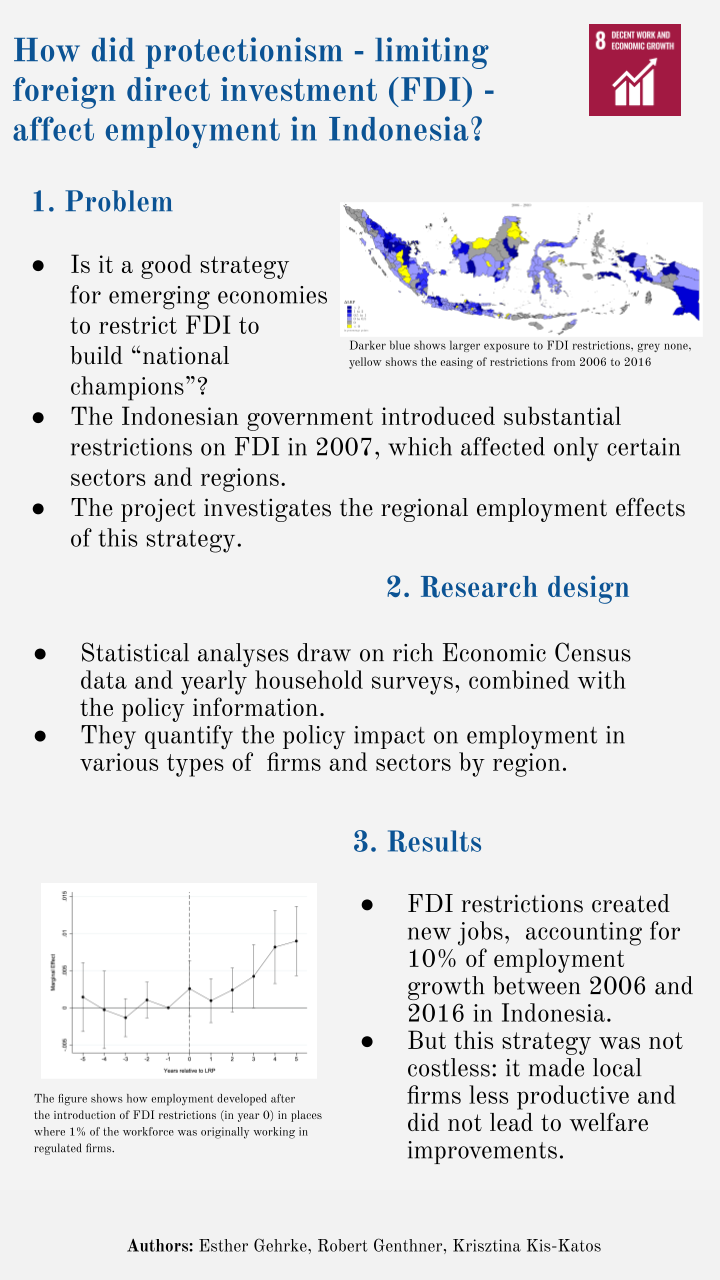 How did protectionism - limiting
foreign direct investment (FDI) -
affect employment in Indonesia?
8 DECENT WORK AND
ECONOMIC GROWTH
1. Problem
● Is it a good strategy
for emerging economies
to restrict FDI to
build “national
champions”?
Darker blue shows larger exposure to FDI restrictions, grey none,
yellow shows the easing of restrictions from 2006 to 2016
● The Indonesian government introduced substantial
restrictions on FDI in 2007, which affected only certain
sectors and regions.
● The project investigates the regional employment effects
of this strategy.
2. Research design
● Statistical analyses draw on rich Economic Census
data and yearly household surveys, combined with
the policy information.
● They quantify the policy impact on employment in
various types of  firms and sectors by region.
3. Results
.015
.01
.005
0
-.005
Marginal Effect
-5 -4 -3 -2 -1 0 1 2 3 4 5
Years relative to LRP
The figure shows how employment developed after
the introduction of FDI restrictions (in year 0) in places
where 1% of the workforce was originally working in
regulated firms.
● FDI restrictions created
new jobs,  accounting for
10% of employment
growth between 2006 and
2016 in Indonesia.
● But this strategy was not
costless: it made local
firms less productive and
did not lead to welfare
improvements.
Authors: Esther Gehrke, Robert Genthner, Krisztina Kis-Katos